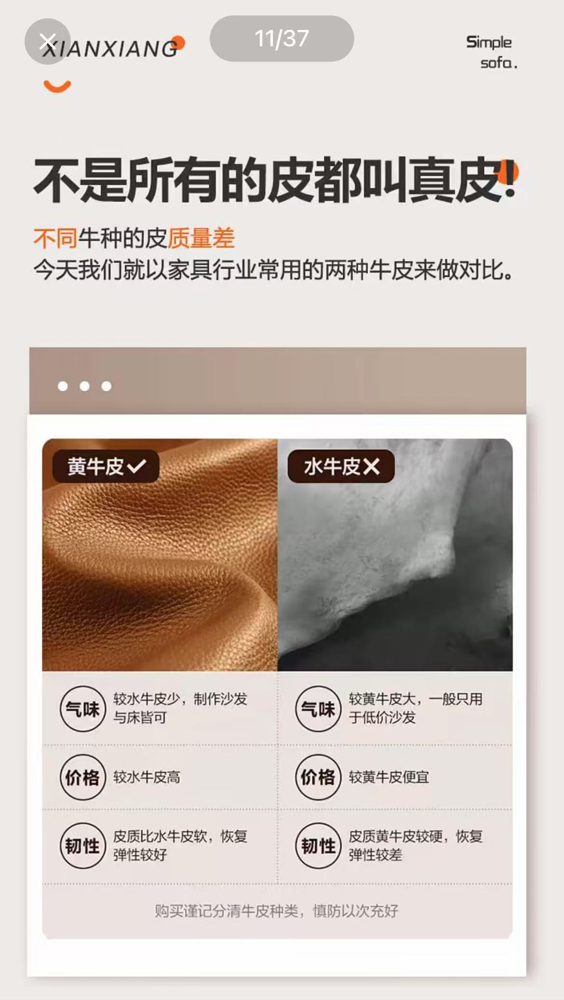 11/37
XIANXIANG
Simple
sofa.
不是所有的皮都叫真皮!
不同牛种的皮质量差
今天我们就以家具行业常用的两种牛皮来做对比。
黄牛皮
水牛皮
气味
较水牛皮少，制作沙发
与床皆可
气味
较黄牛皮大，一般只用
于低价沙发
价格
较水牛皮高
价格
较黄牛皮便宜
韧性
皮质比水牛皮软，恢复
弹性较好
韧性
皮质黄牛皮较硬，恢复
弹性较差
购买谨记分清牛皮种类，慎防以次充好